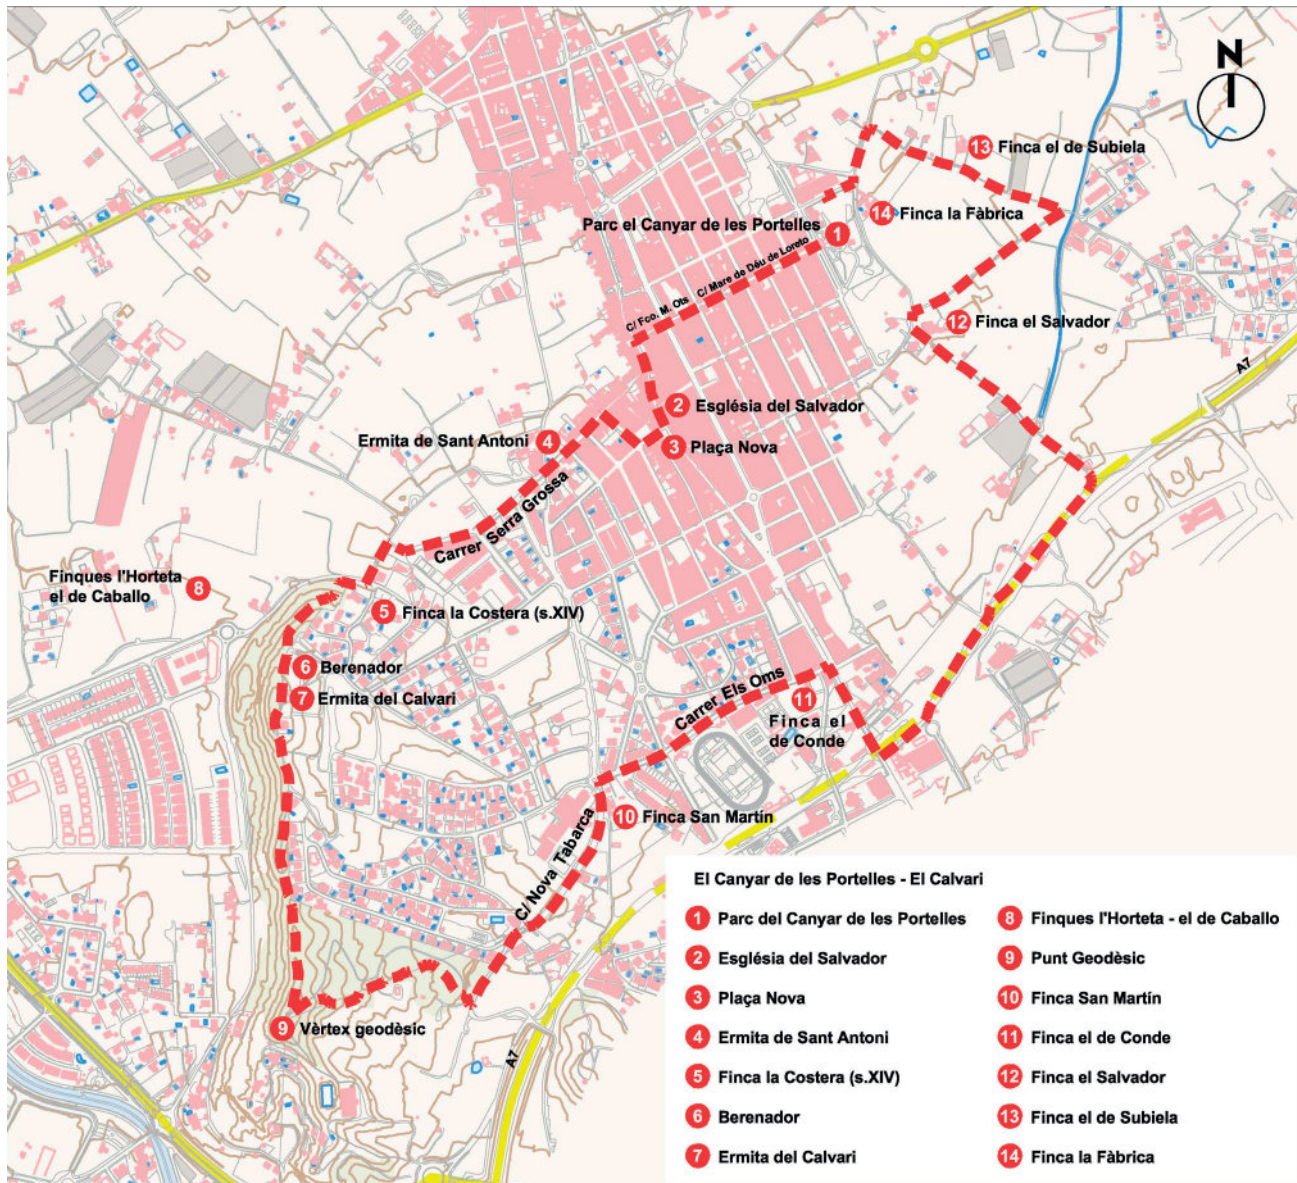 N
13 Finca el de Subiela
14 Finca la Fàbrica
Parc el Canyar de les Portelles
1
C/ Fco. M. Ots
C/ Mare de Déu de Loreto
12 Finca el Salvador
A7
2 Església del Salvador
Ermita de Sant Antoni 4
3 Plaça Nova
Carrer Serra Grossa
Finques l'Horteta
el de Caballo
8
5 Finca la Costera (s.XIV)
6 Berenador
7 Ermita del Calvari
Carrer Els Oms
11
Finca el
de Conde
10 Finca San Martín
C/ Nova Tabarca
9 Vèrtex geodèsic
A7
El Canyar de les Portelles - El Calvari
1 Parc del Canyar de les Portelles
2 Església del Salvador
3 Plaça Nova
4 Ermita de Sant Antoni
5 Finca la Costera (s.XIV)
6 Berenador
7 Ermita del Calvari
8 Finques l'Horteta - el de Caballo
9 Punt Geodèsic
10 Finca San Martín
11 Finca el de Conde
12 Finca el Salvador
13 Finca el de Subiela
14 Finca la Fàbrica